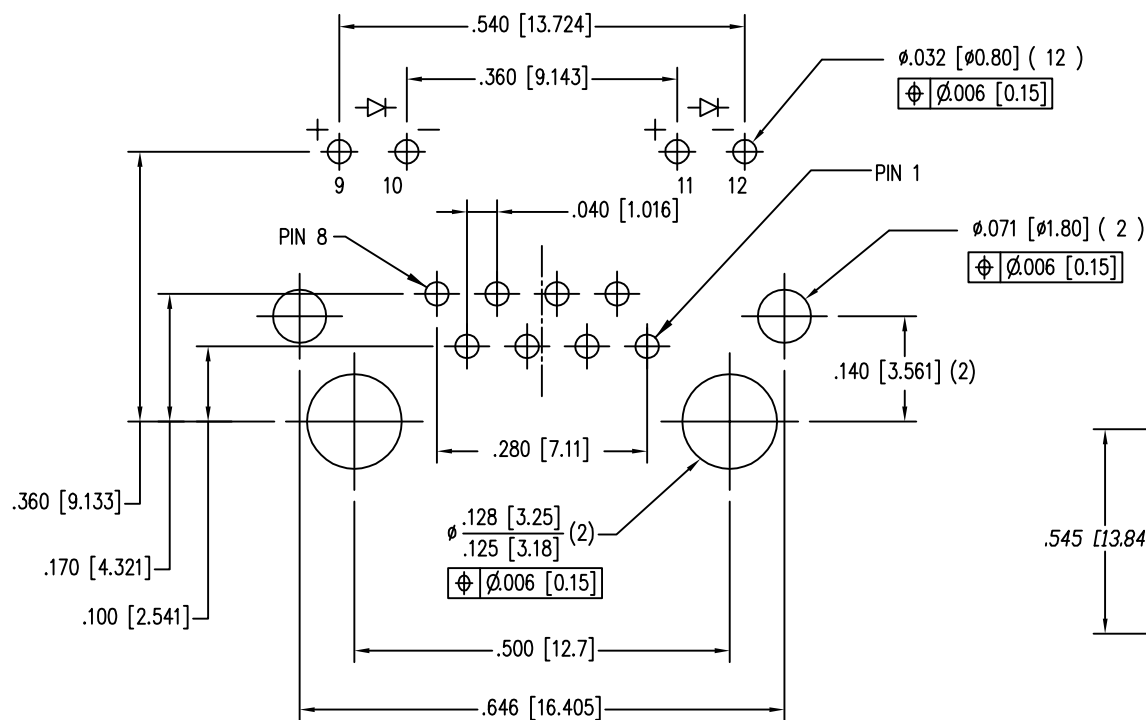 .540 [13.724]
ø.032 [ø0.80] ( 12 )
.360 [9.143]
⌖ Ø.006 [0.15]
+ − + −
9 10 11 12
PIN 1
.040 [1.016]
PIN 8
ø.071 [ø1.80] ( 2 )
⌖ Ø.006 [0.15]
.140 [3.561] (2)
.280 [7.11]
.360 [9.133]
ø .128 [3.25]
.125 [3.18] (2)
.545 [13.84
.170 [4.321]
⌖ Ø.006 [0.15]
.100 [2.541]
.500 [12.7]
.646 [16.405]